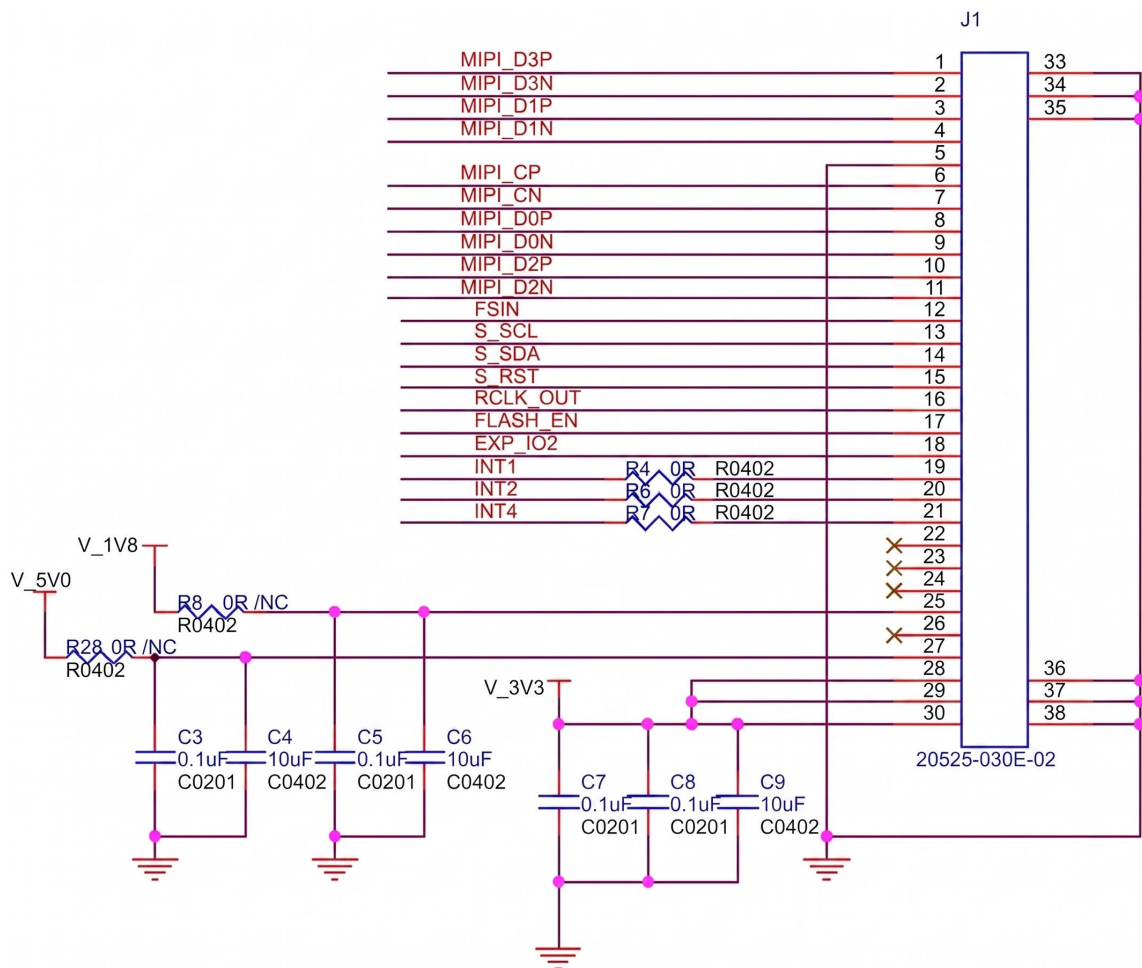 J1
MIPI_D3P 1 33
MIPI_D3N 2 34
MIPI_D1P 3 35
MIPI_D1N 4
5
MIPI_CP 6
MIPI_CN 7
MIPI_D0P 8
MIPI_D0N 9
MIPI_D2P 10
MIPI_D2N 11
FSIN 12
S_SCL 13
S_SDA 14
S_RST 15
RCLK_OUT 16
FLASH_EN 17
EXP_IO2 18
INT1 R4 0R R0402 19
INT2 R6 0R R0402 20
INT4 R7 0R R0402 21
22
V_1V8 23
V_5V0 24
R8 0R /NC 25
R0402
26
R28 0R /NC 27
R0402
28 36
V_3V3 29 37
30 38
C3 C4 C5 C6
0.1uF 10uF 0.1uF 10uF 20525-030E-02
C0201 C0402 C0201 C0402
C7 C8 C9
0.1uF 0.1uF 10uF
C0201 C0201 C0402